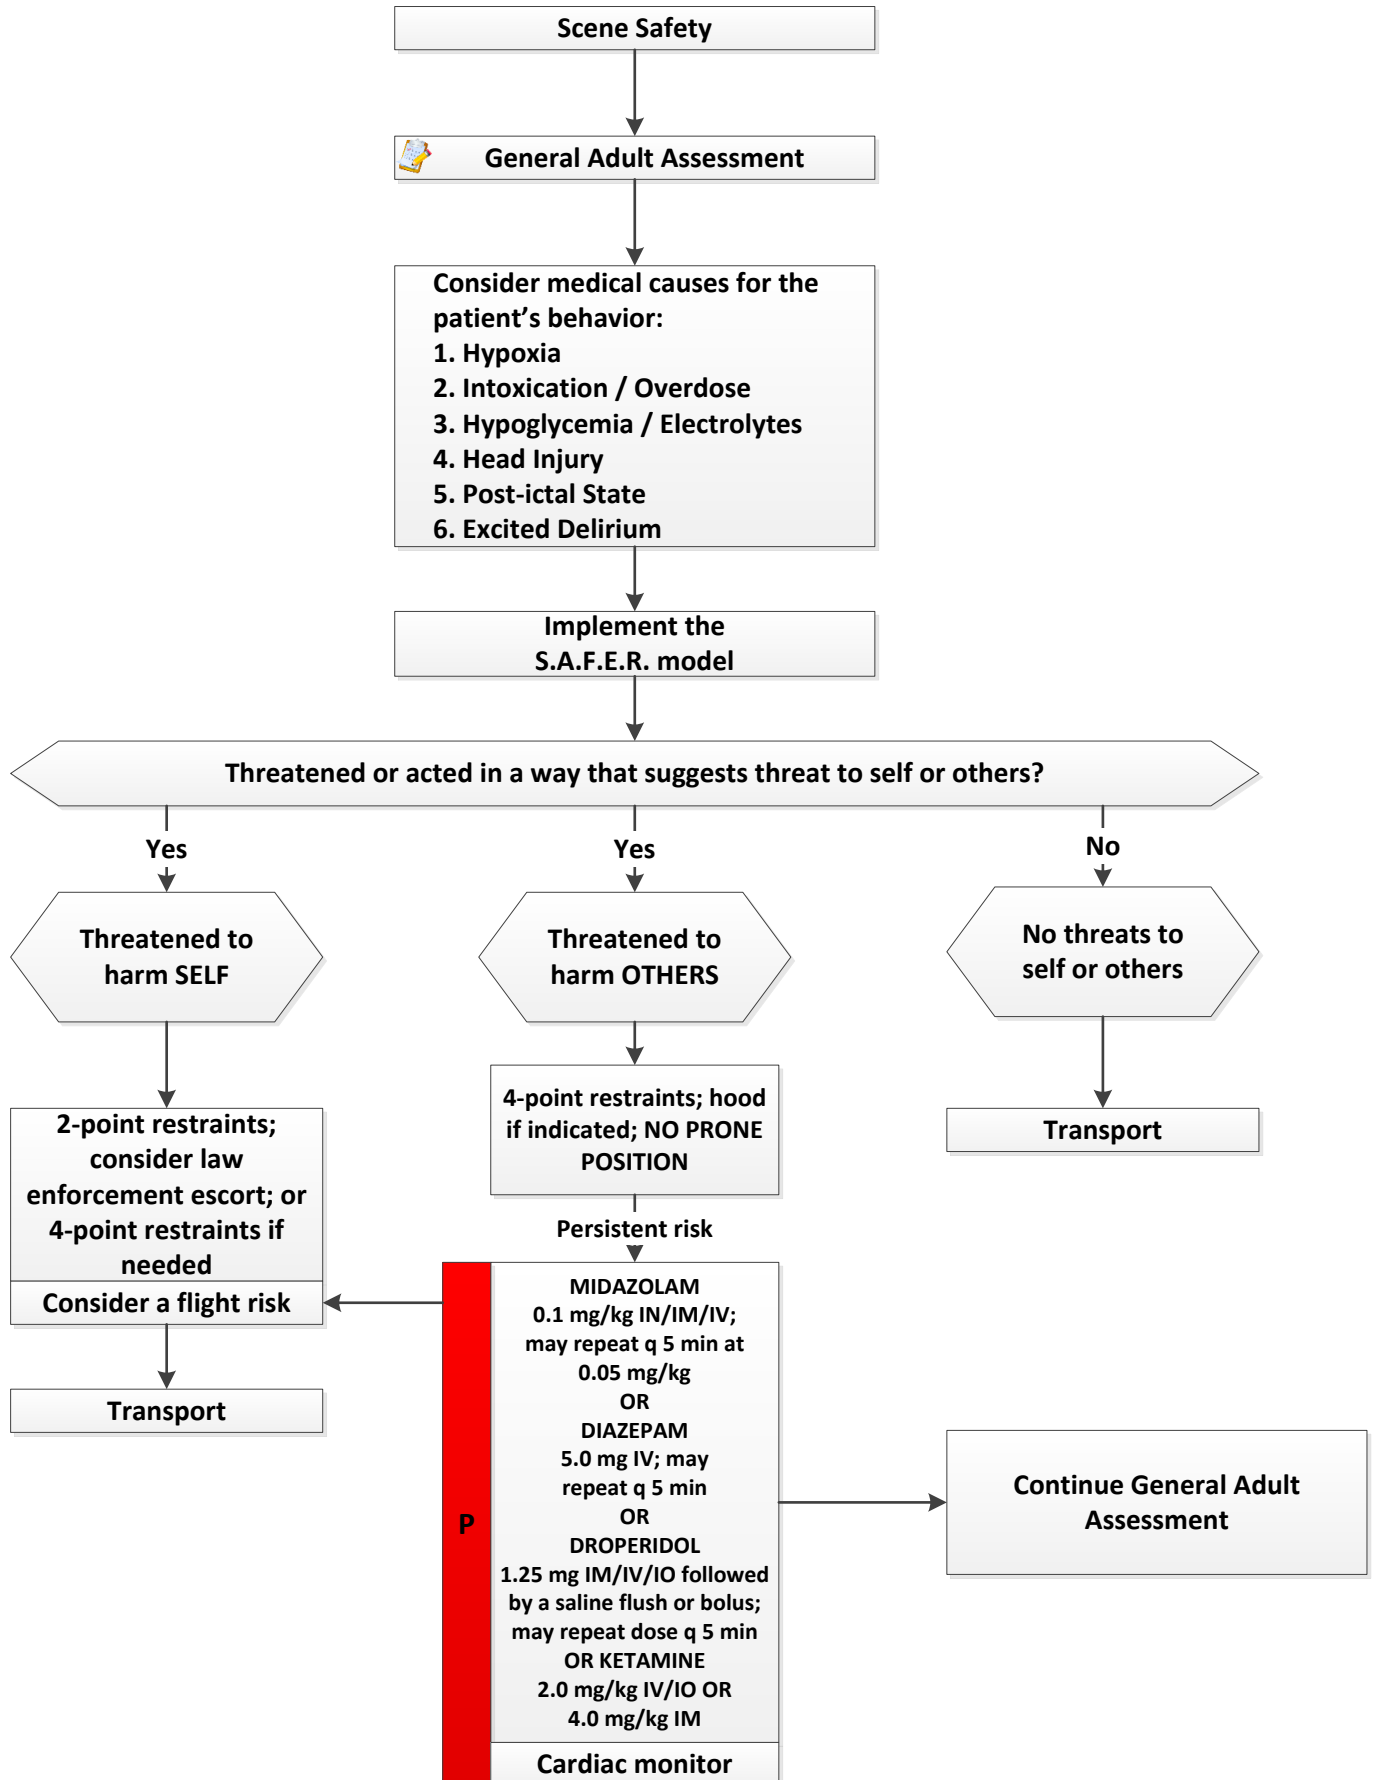 Scene Safety
General Adult Assessment
Consider medical causes for the
patient’s behavior:
1. Hypoxia
2. Intoxication / Overdose
3. Hypoglycemia / Electrolytes
4. Head Injury
5. Post-ictal State
6. Excited Delirium
Implement the
S.A.F.E.R. model
Threatened or acted in a way that suggests threat to self or others?
Yes
Yes
No
Threatened to
harm SELF
Threatened to
harm OTHERS
No threats to
self or others
2-point restraints;
consider law
enforcement escort; or
4-point restraints if
needed
Consider a flight risk
Transport
4-point restraints; hood
if indicated; NO PRONE
POSITION
Persistent risk
P
MIDAZOLAM
0.1 mg/kg IN/IM/IV;
may repeat q 5 min at
0.05 mg/kg
OR
DIAZEPAM
5.0 mg IV; may
repeat q 5 min
OR
DROPERIDOL
1.25 mg IM/IV/IO followed
by a saline flush or bolus;
may repeat dose q 5 min
OR KETAMINE
2.0 mg/kg IV/IO OR
4.0 mg/kg IM
Cardiac monitor
Transport
Continue General Adult
Assessment